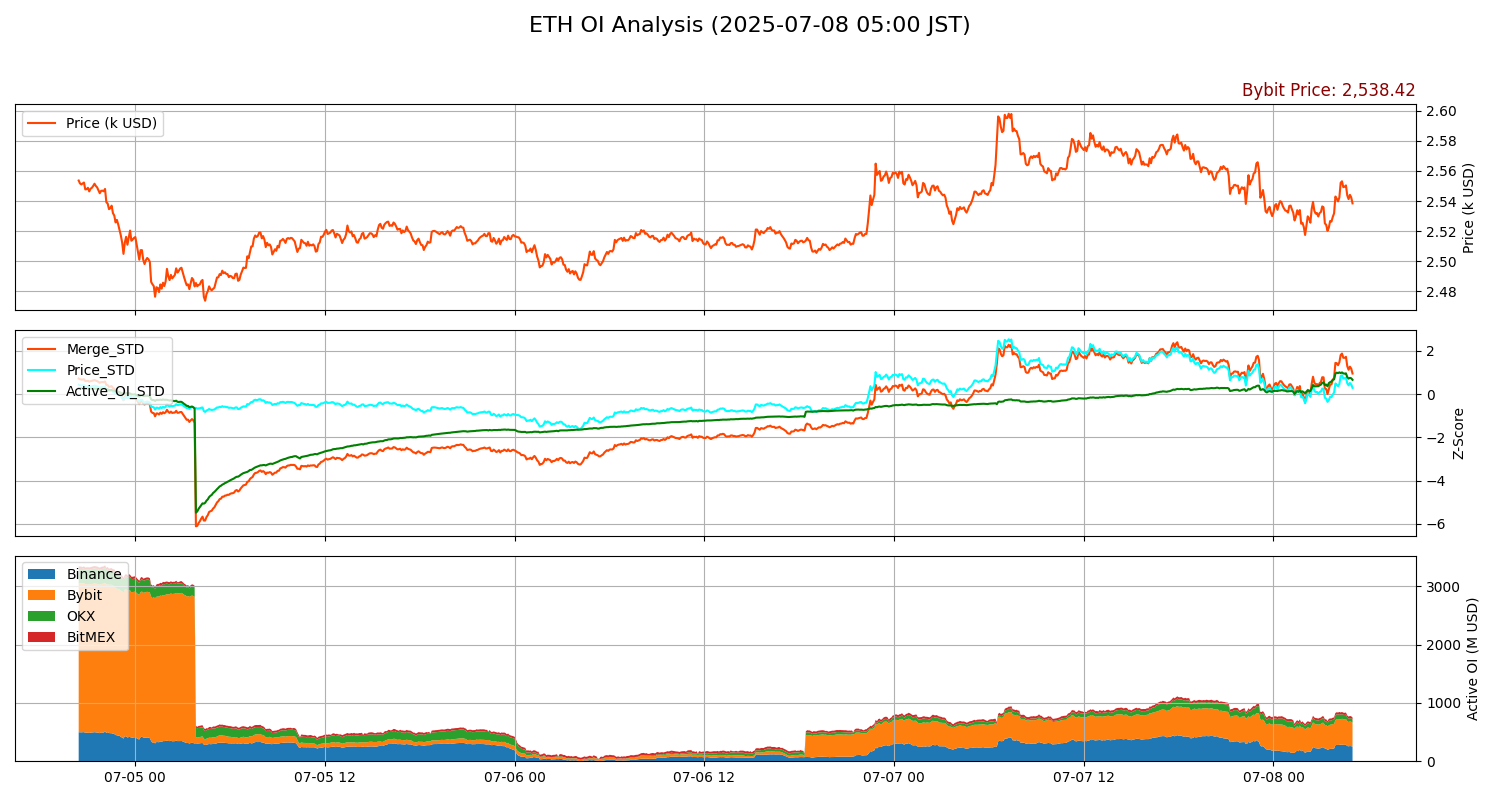 ETH OI Analysis (2025-07-08 05:00 JST)
Bybit Price: 2,538.42
Price (k USD)
2.60
2.58
2.56
2.54
2.52
2.50
2.48
Price (k USD)
Merge_STD
Price_STD
Active_OI_STD
2
0
−2
−4
−6
Z-Score
Binance
Bybit
OKX
BitMEX
3000
2000
1000
0
Active OI (M USD)
07-05 00
07-05 12
07-06 00
07-06 12
07-07 00
07-07 12
07-08 00